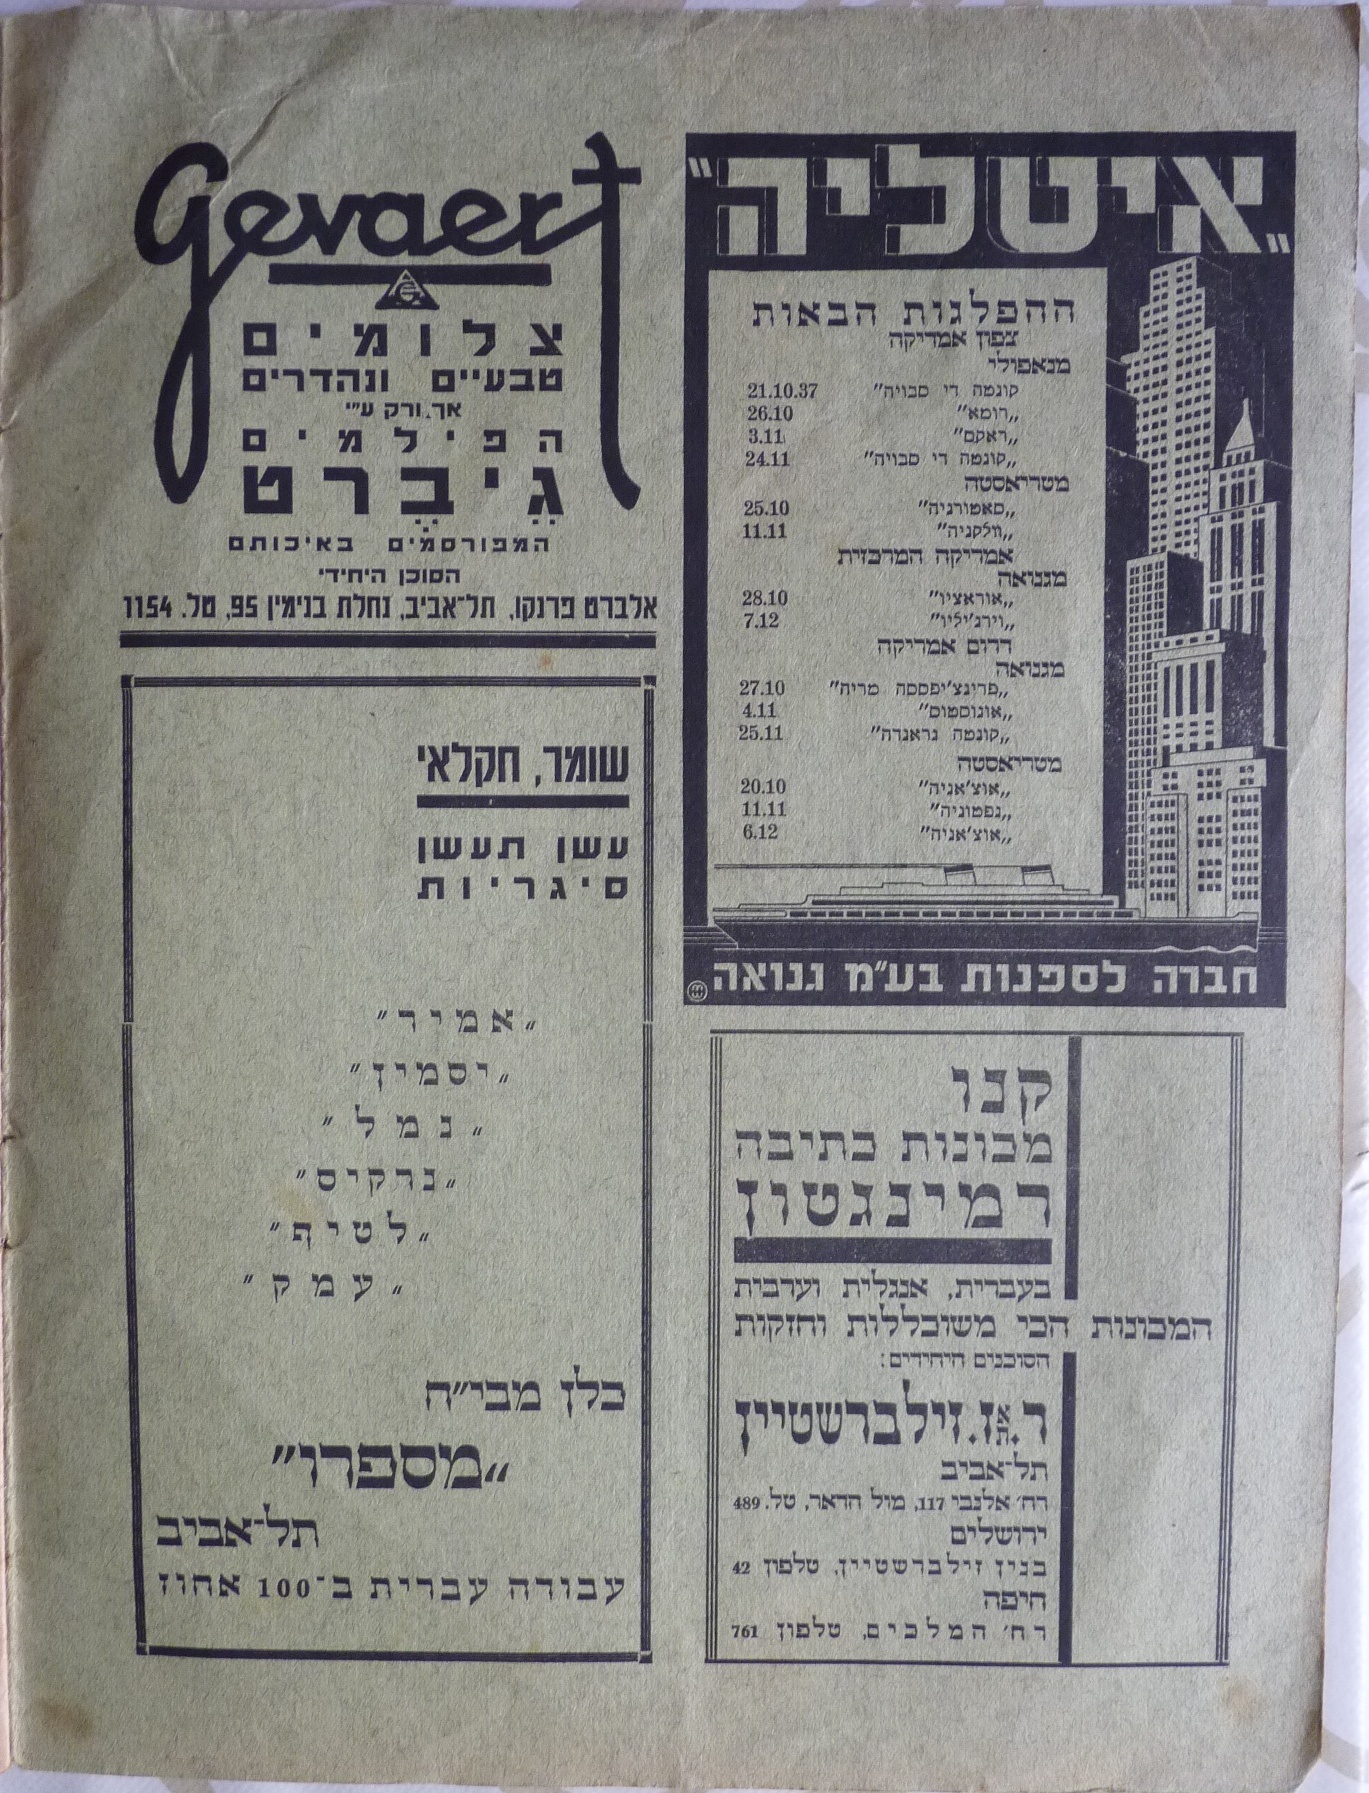 „איטליה"
ההפלגות הבאות
צפון אמריקה
מנאפולי
קונטה די סבויה" 21.10.37
„רומא" 26.10
„ראקס" 3.11
„קונטה די סבויה" 24.11
מטריאסטה
„סאטורניה" 25.10
„וולקניה" 11.11
אמריקה המרכזית
מגנואה
„אוראציו" 28.10
„וירג'יליו" 7.12
דרום אמריקה
מגנואה
„פרינצ'יפססה מריה" 27.10
„אוגוסטוס" 4.11
„קונטה גראנדה" 25.11
מטריאסטה
„אוצ'אניה" 20.10
„נפטוניה" 11.11
„אוצ'אניה" 6.12
חברה לספנות בע"מ גנואה
קנו
מכונות כתיבה
רמינגטון
בעברית, אנגלית וערבית
המכונות הכי משובללות וחזקות
הסוכנים היחידים:
ר. את ז. זילברשטיין
תל־אביב
רח' אלנבי 117, מול הדאר, טל. 489
ירושלים
בנין זילברשטיין, טלפון 42
חיפה
רח' המלכים, טלפון 761
Gevaert
צלומים
טבעיים ונהדרים
אך ורק ע"י
הפילמים
גֵיבֶרט
המפורסמים באיכותם
הסוכן היחידי
אלברט פרנקו, תל־אביב, נחלת בנימין 95, טל. 1154
שומר, חקלאי
עשן תעשן
סיגריות
„אמיר"
„יסמין"
„גמל"
„נרקיס"
„לטיף"
„עמק"
כלן מבי"ח
„מספרו"
תל־אביב
עבודה עברית ב־100 אחוז